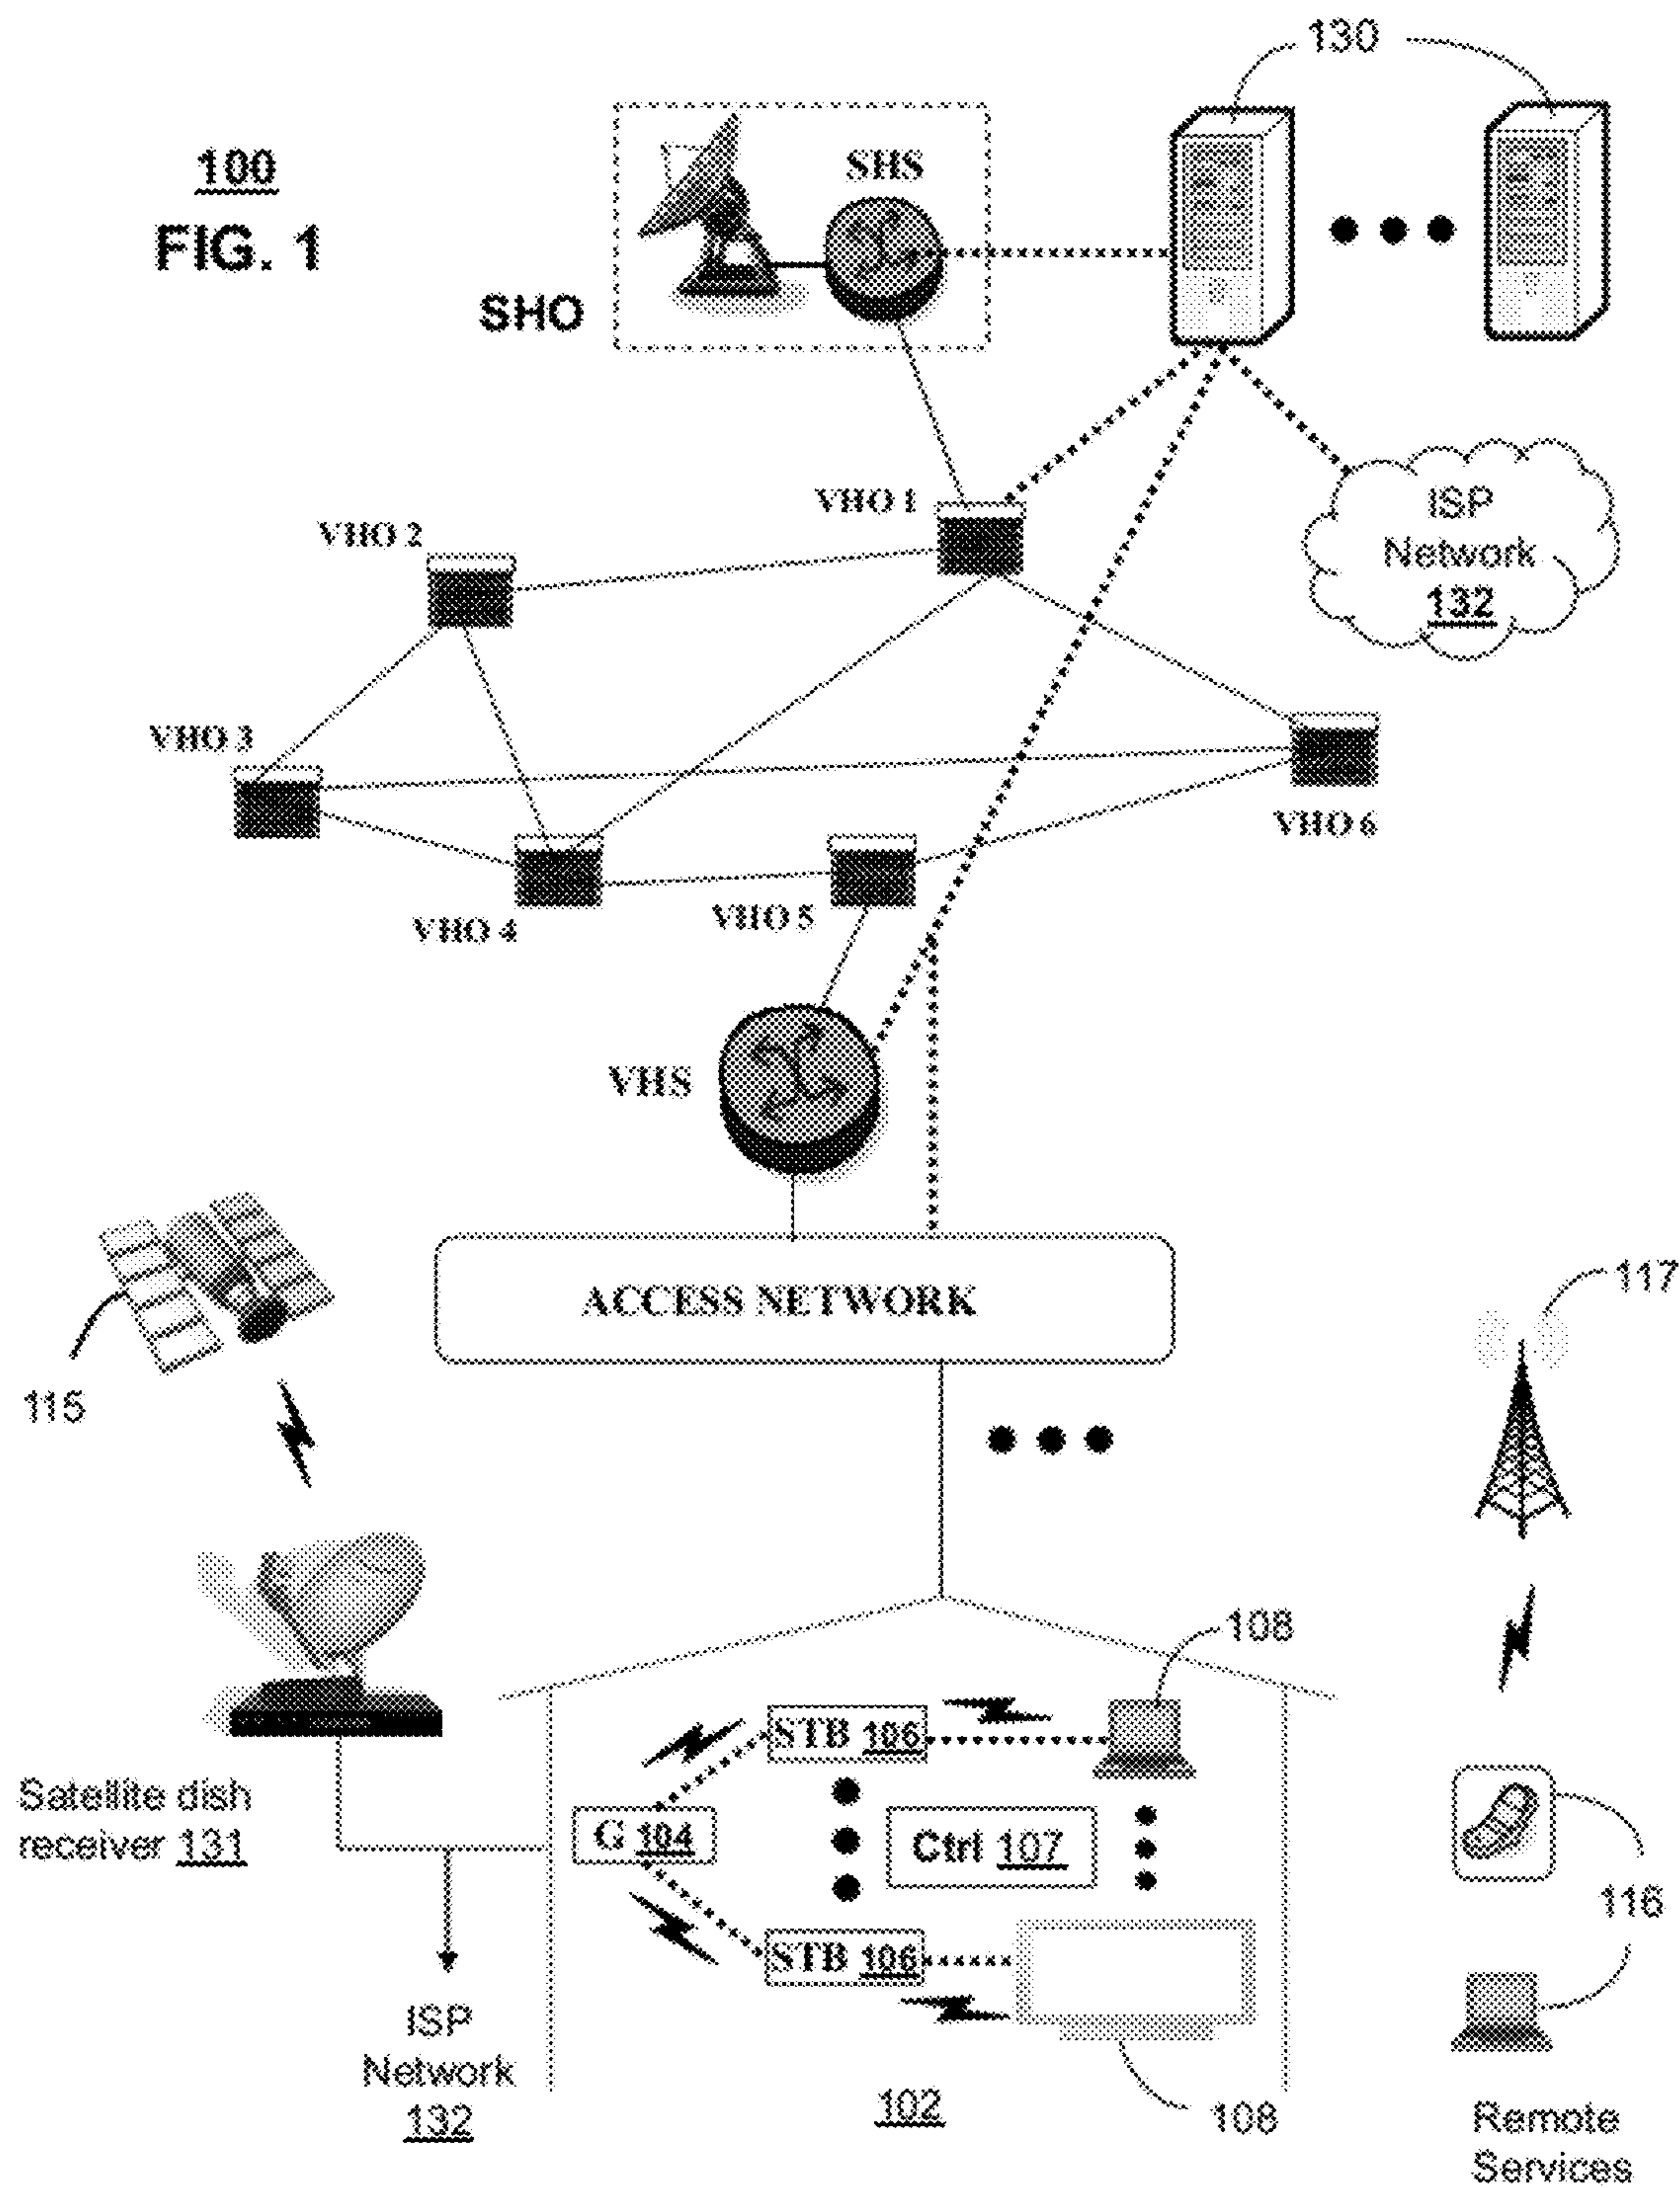 130
100
FIG. 1
SHS
SHO
VHO 1
ISP
Network
132
VHO 2
VHO 3
VHO 6
VHO 4
VHO 5
VHS
ACCESS NETWORK
117
115
108
STB 106
Satellite dish
receiver 131
G 104
Ctrl 107
116
STB 106
ISP
Network
132
102
108
Remote
Services